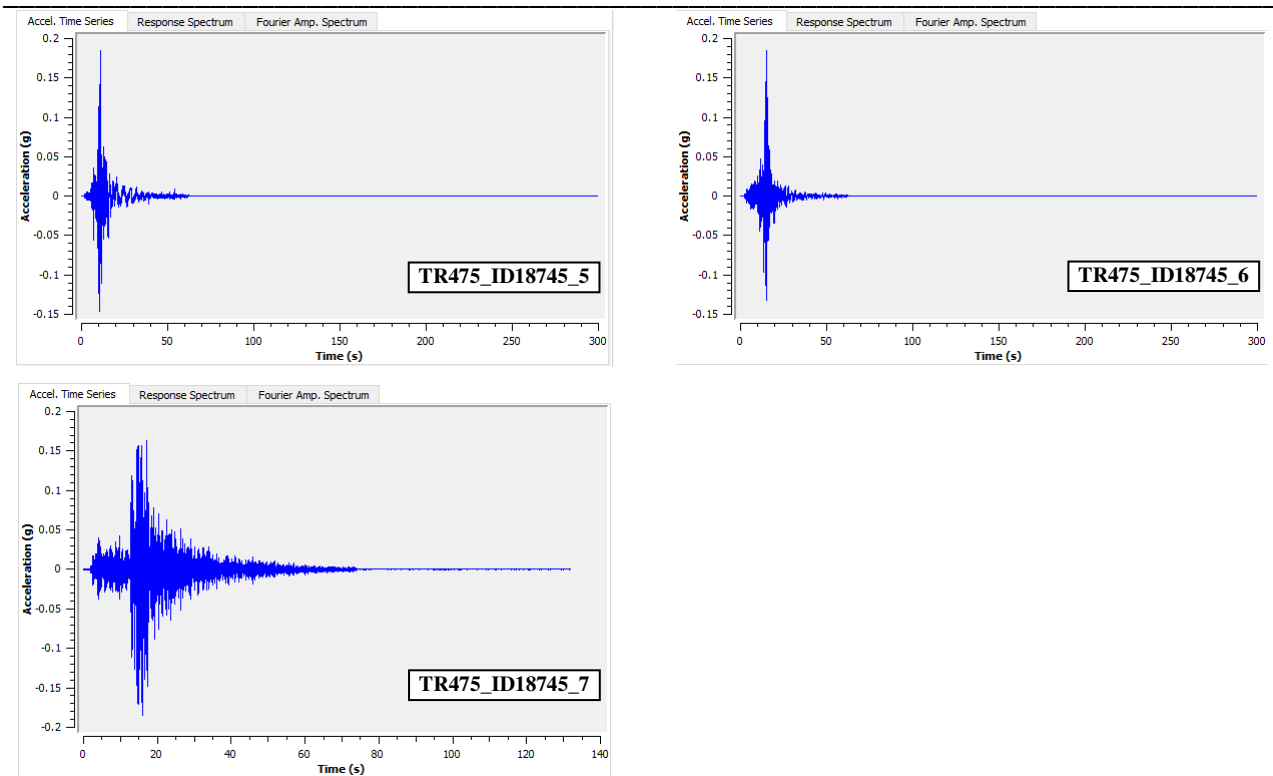 Accel. Time Series Response Spectrum Fourier Amp. Spectrum
0.2
0.15
0.1
0.05
0
-0.05
-0.1
-0.15
Acceleration (g)
TR475_ID18745_5
0 50 100 150 200 250 300
Time (s)
Accel. Time Series Response Spectrum Fourier Amp. Spectrum
0.2
0.15
0.1
0.05
0
-0.05
-0.1
-0.15
Acceleration (g)
TR475_ID18745_6
0 50 100 150 200 250 300
Time (s)
Accel. Time Series Response Spectrum Fourier Amp. Spectrum
0.2
0.15
0.1
0.05
0
-0.05
-0.1
-0.15
-0.2
Acceleration (g)
TR475_ID18745_7
0 20 40 60 80 100 120 140
Time (s)